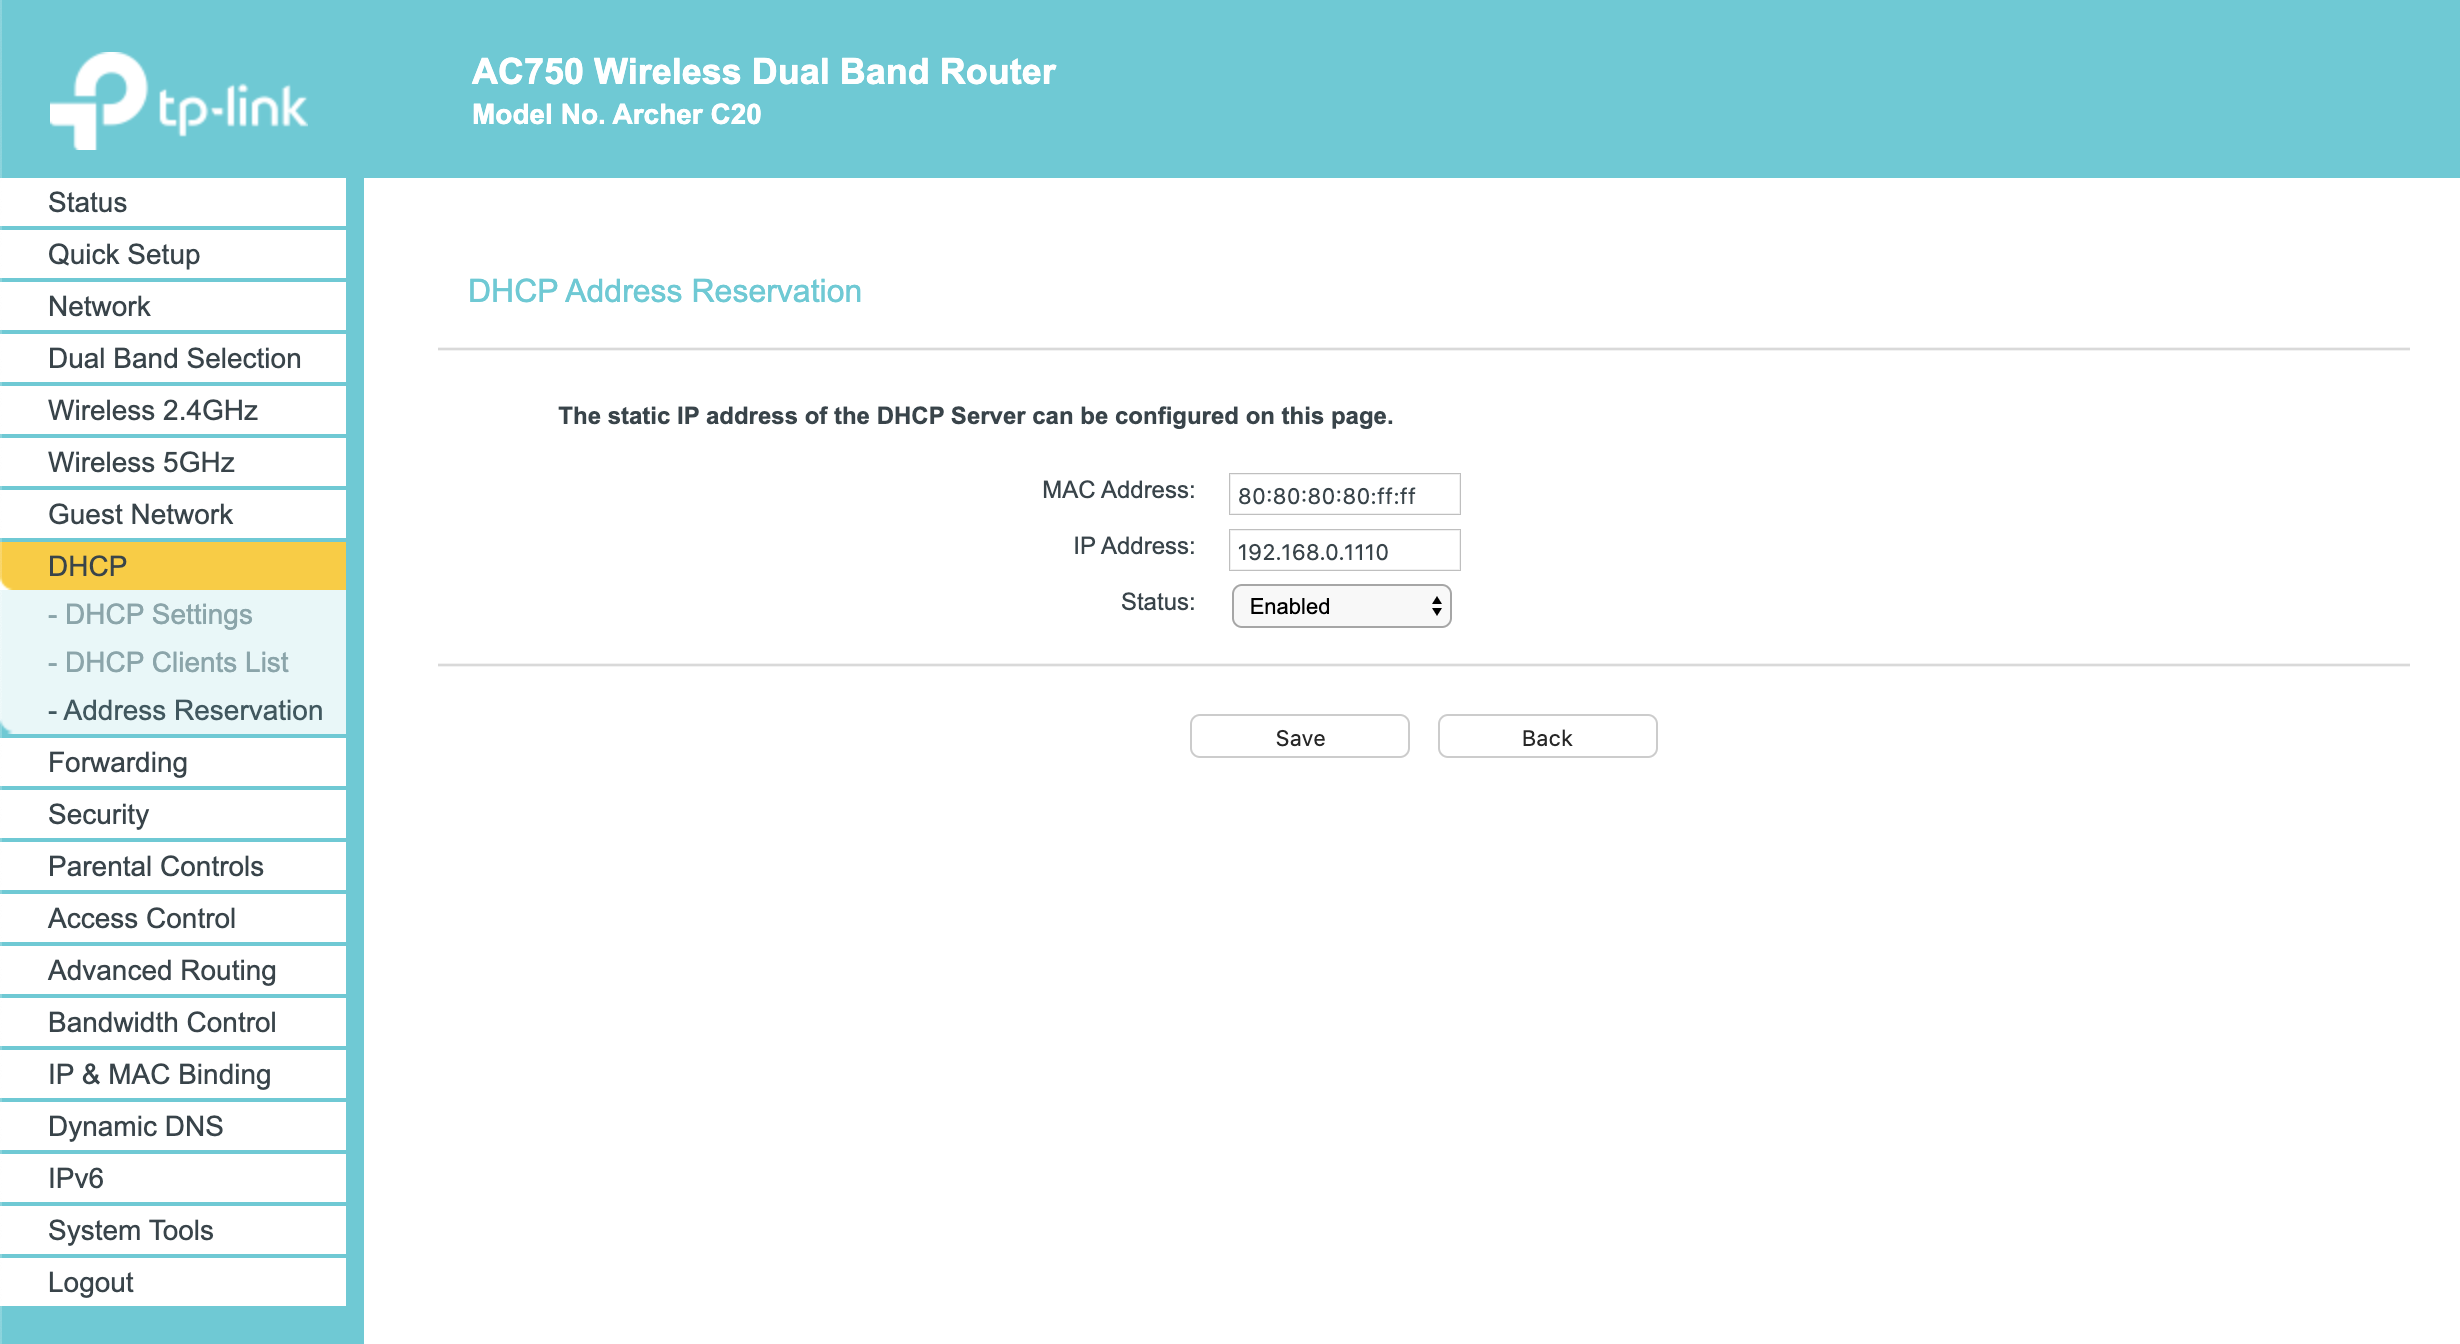 tp-link
AC750 Wireless Dual Band Router
Model No. Archer C20
Status
Quick Setup
Network
Dual Band Selection
Wireless 2.4GHz
Wireless 5GHz
Guest Network
DHCP
- DHCP Settings
- DHCP Clients List
- Address Reservation
Forwarding
Security
Parental Controls
Access Control
Advanced Routing
Bandwidth Control
IP & MAC Binding
Dynamic DNS
IPv6
System Tools
Logout
DHCP Address Reservation
The static IP address of the DHCP Server can be configured on this page.
MAC Address: 80:80:80:80:ff:ff
IP Address: 192.168.0.1110
Status: Enabled
Save Back